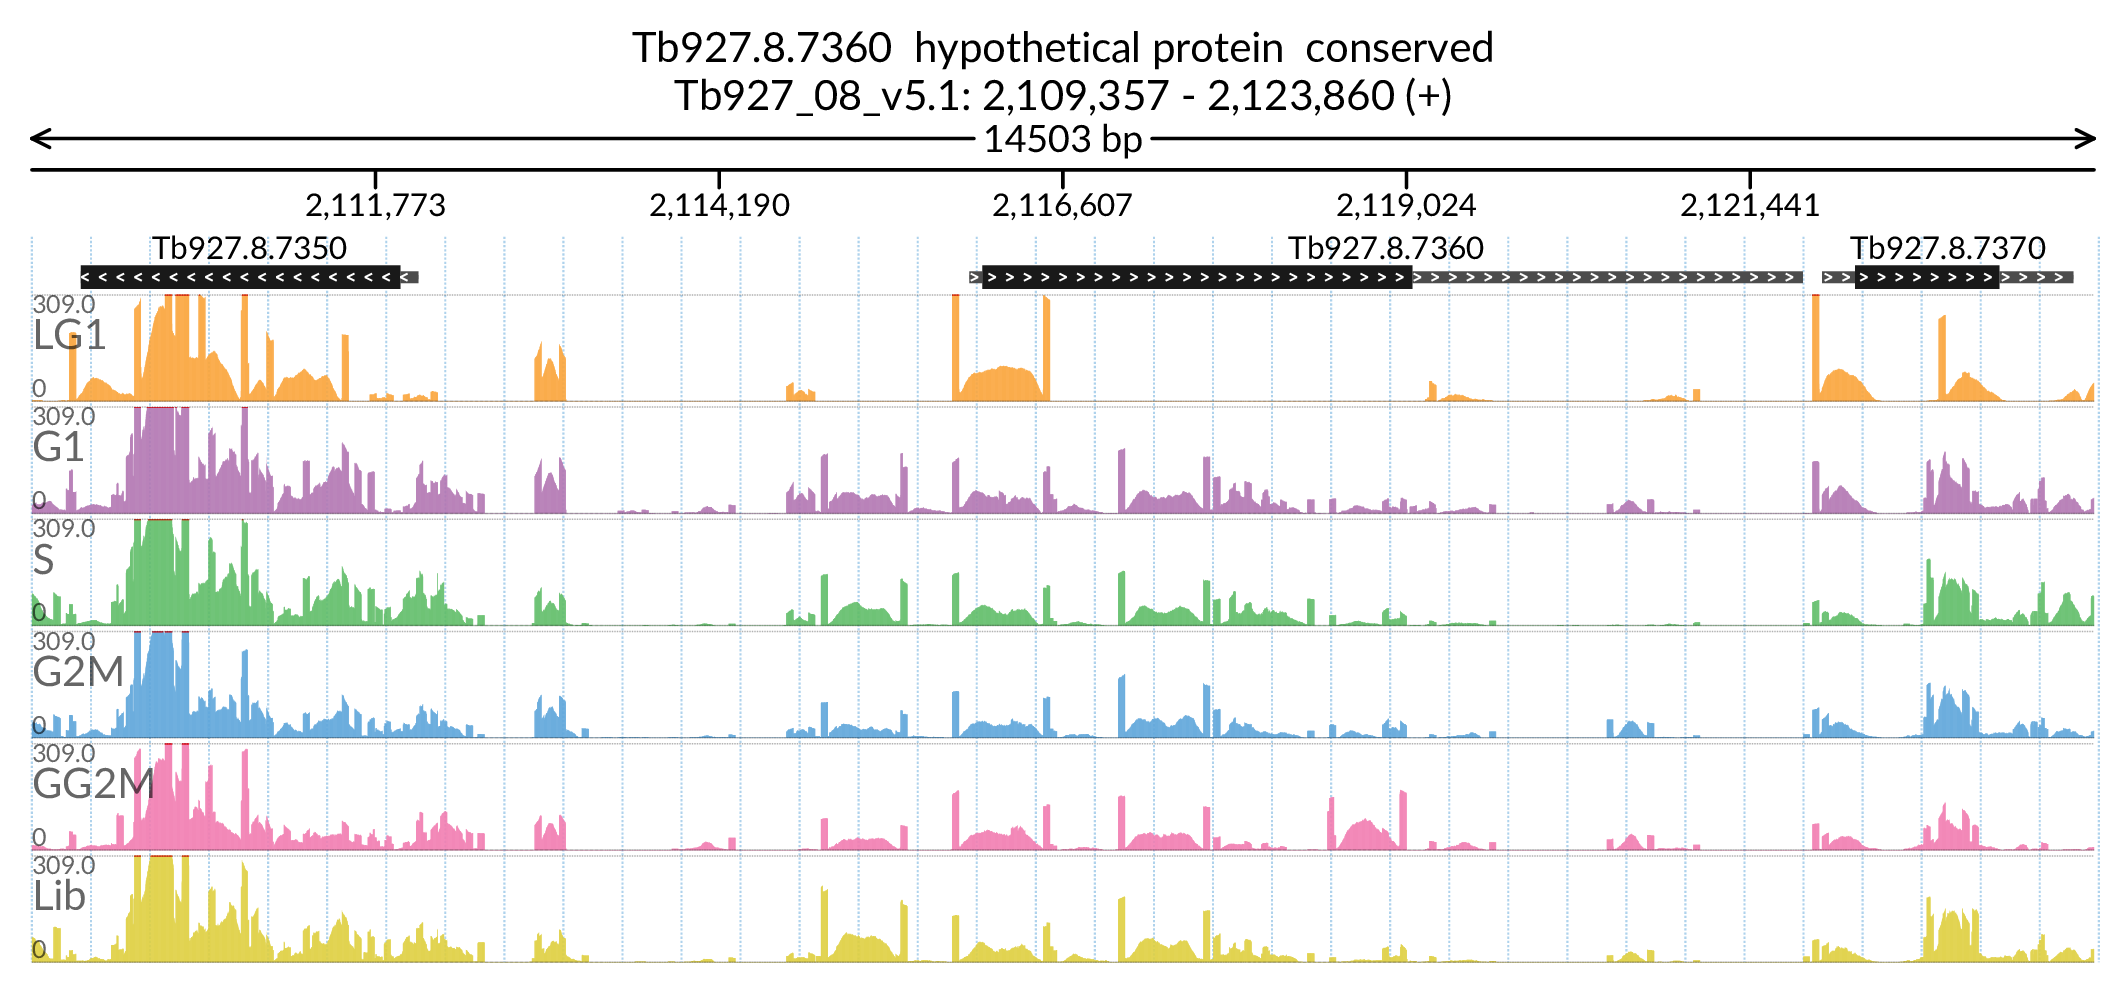 Tb927.8.7360  hypothetical protein  conserved
Tb927_08_v5.1: 2,109,357 - 2,123,860 (+)
14503 bp
2,111,773 2,114,190 2,116,607 2,119,024 2,121,441
Tb927.8.7350 Tb927.8.7360 Tb927.8.7370
309.0
LG1
0
309.0
G1
0
309.0
S
0
309.0
G2M
0
309.0
GG2M
0
309.0
Lib
0